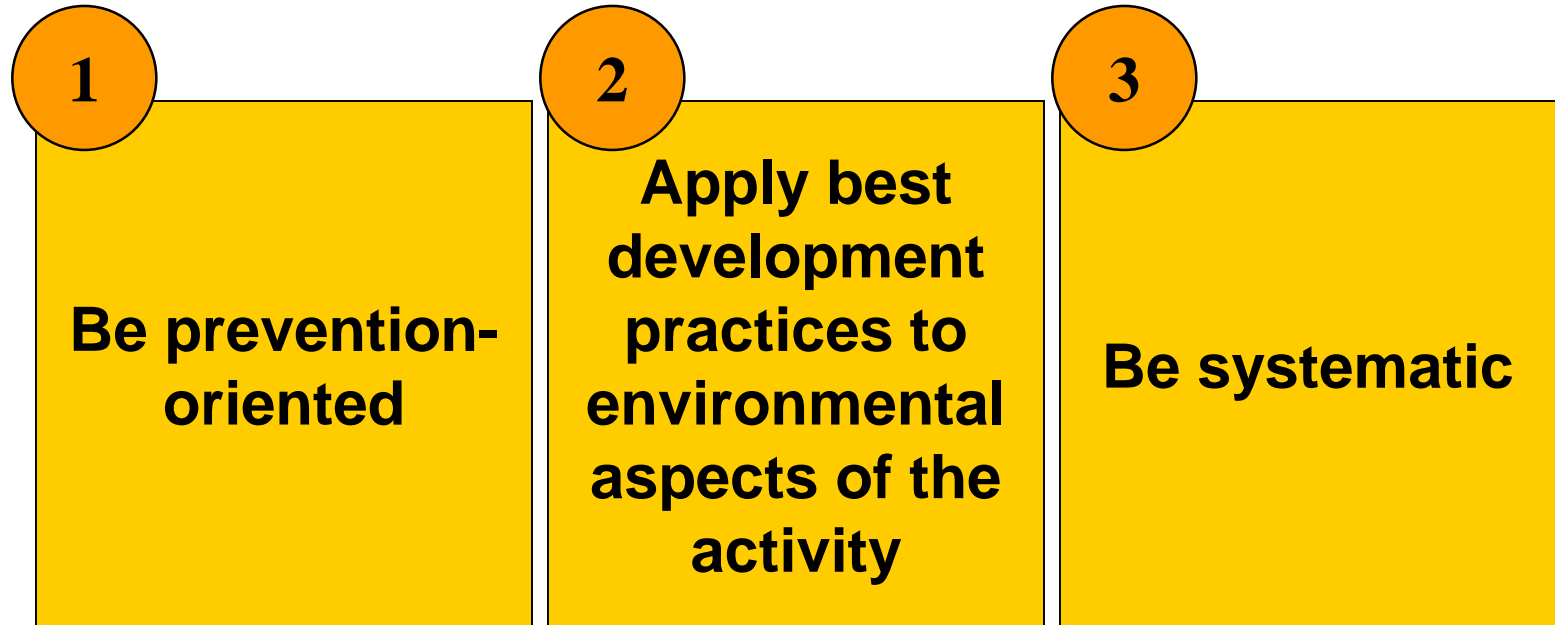 1
Be prevention-
oriented
2
Apply best
development
practices to
environmental
aspects of the
activity
3
Be systematic